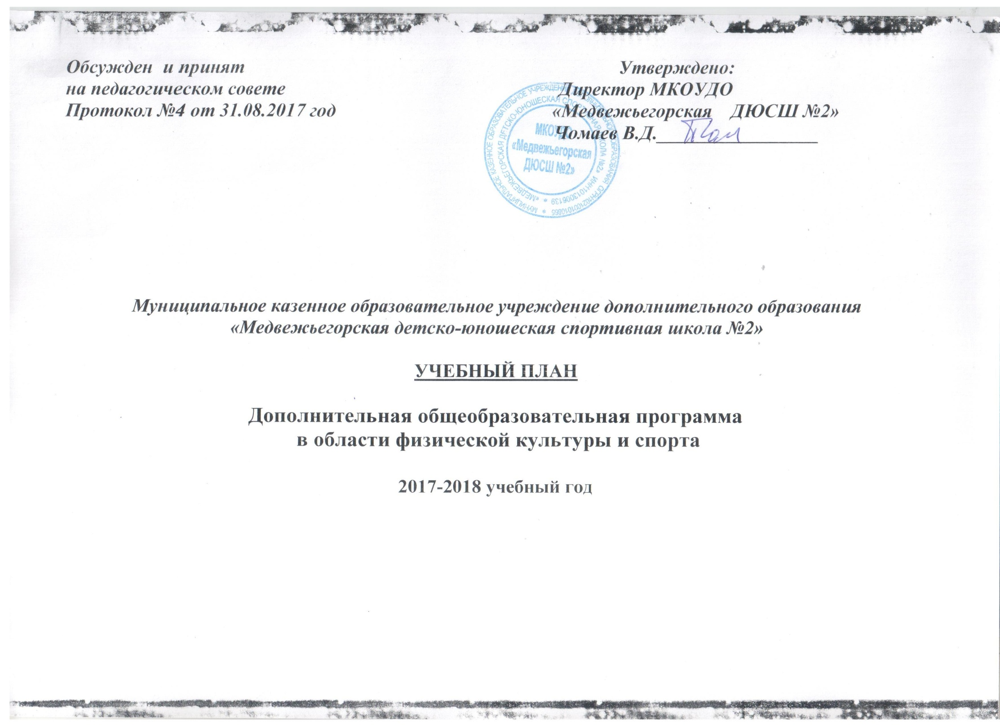 Обсужден и принят
на педагогическом совете
Протокол №4 от 31.08.2017 год
Утверждено:
Директор МКОУДО
«Медвежьегорская ДЮСШ №2»
Чомаев В.Д.
МКОУДО
«Медвежьегорская
ДЮСШ №2»
МУНИЦИПАЛЬНОЕ КАЗЕННОЕ ОБРАЗОВАТЕЛЬНОЕ УЧРЕЖДЕНИЕ ДОПОЛНИТЕЛЬНОГО ОБРАЗОВАНИЯ
«МЕДВЕЖЬЕГОРСКАЯ ДЕТСКО-ЮНОШЕСКАЯ СПОРТИВНАЯ ШКОЛА №2» ИНН1013006139
Муниципальное казенное образовательное учреждение дополнительного образования
«Медвежьегорская детско-юношеская спортивная школа №2»
УЧЕБНЫЙ ПЛАН
Дополнительная общеобразовательная программа
в области физической культуры и спорта
2017-2018 учебный год